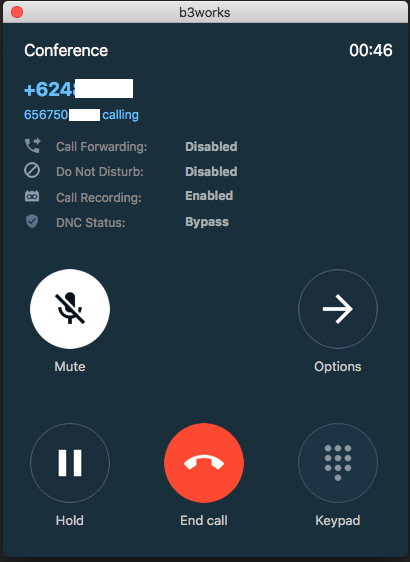 b3works
Conference 00:46
+624
656750 calling
Call Forwarding: Disabled
Do Not Disturb: Disabled
Call Recording: Enabled
DNC Status: Bypass
Mute Options
Hold End call Keypad